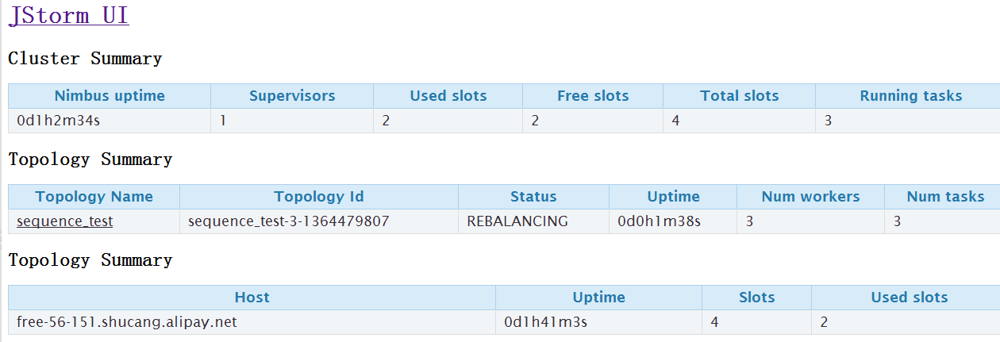 JStorm UI
Cluster Summary
Nimbus uptime Supervisors Used slots Free slots Total slots Running tasks
0d1h2m34s 1 2 2 4 3
Topology Summary
Topology Name Topology Id Status Uptime Num workers Num tasks
sequence_test sequence_test-3-1364479807 REBALANCING 0d0h1m38s 3 3
Topology Summary
Host Uptime Slots Used slots
free-56-151.shucang.alipay.net 0d1h41m3s 4 2